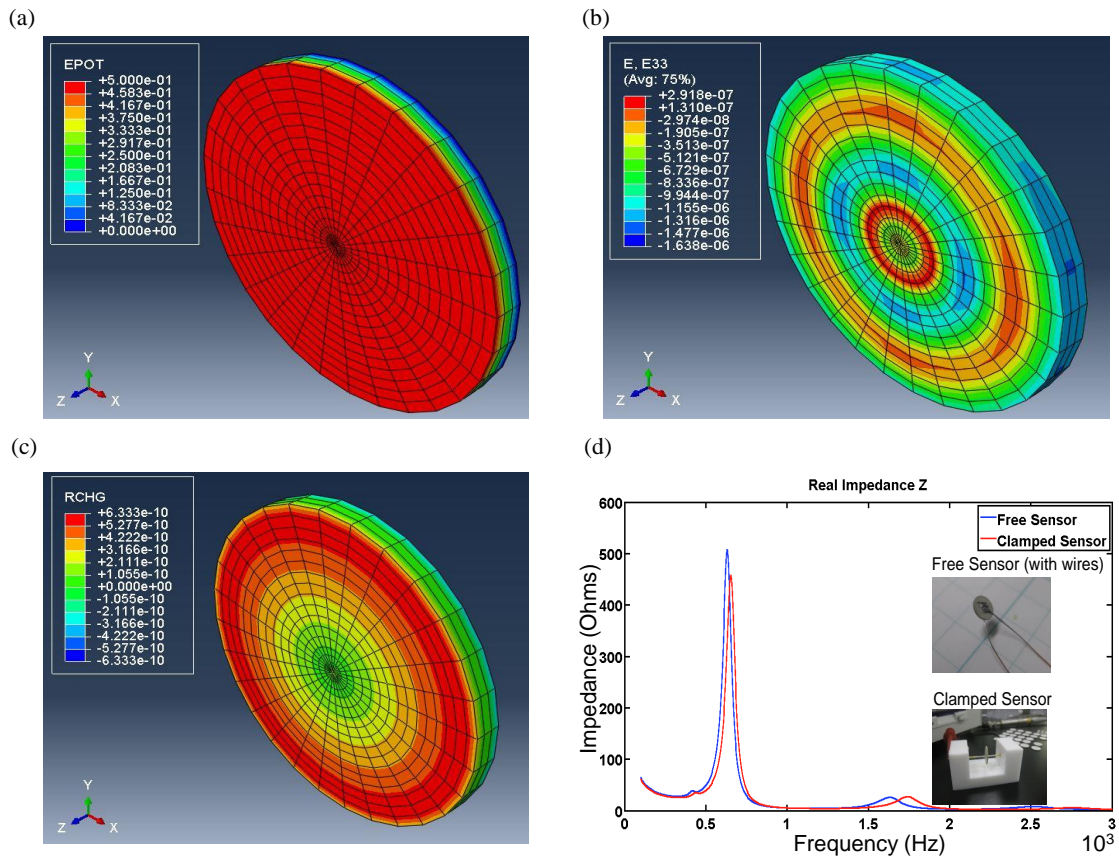 (a)
EPOT
+5.000e-01
+4.583e-01
+4.167e-01
+3.750e-01
+3.333e-01
+2.917e-01
+2.500e-01
+2.083e-01
+1.667e-01
+1.250e-01
+8.333e-02
+4.167e-02
+0.000e+00
Y
Z
X
(b)
E, E33
(Avg: 75%)
+2.918e-07
+1.310e-07
-2.974e-08
-1.905e-07
-3.513e-07
-5.121e-07
-6.729e-07
-8.336e-07
-9.944e-07
-1.155e-06
-1.316e-06
-1.477e-06
-1.638e-06
Y
Z
X
(c)
RCHG
+6.333e-10
+5.277e-10
+4.222e-10
+3.166e-10
+2.111e-10
+1.055e-10
+0.000e+00
-1.055e-10
-2.111e-10
-3.166e-10
-4.222e-10
-5.277e-10
-6.333e-10
Y
Z
X
(d)
Real Impedance Z
Impedance (Ohms)
600
500
400
300
200
100
0
Free Sensor
Clamped Sensor
Free Sensor (with wires)
Clamped Sensor
0 0.5 1 1.5 2 2.5 3
Frequency (Hz) 10³